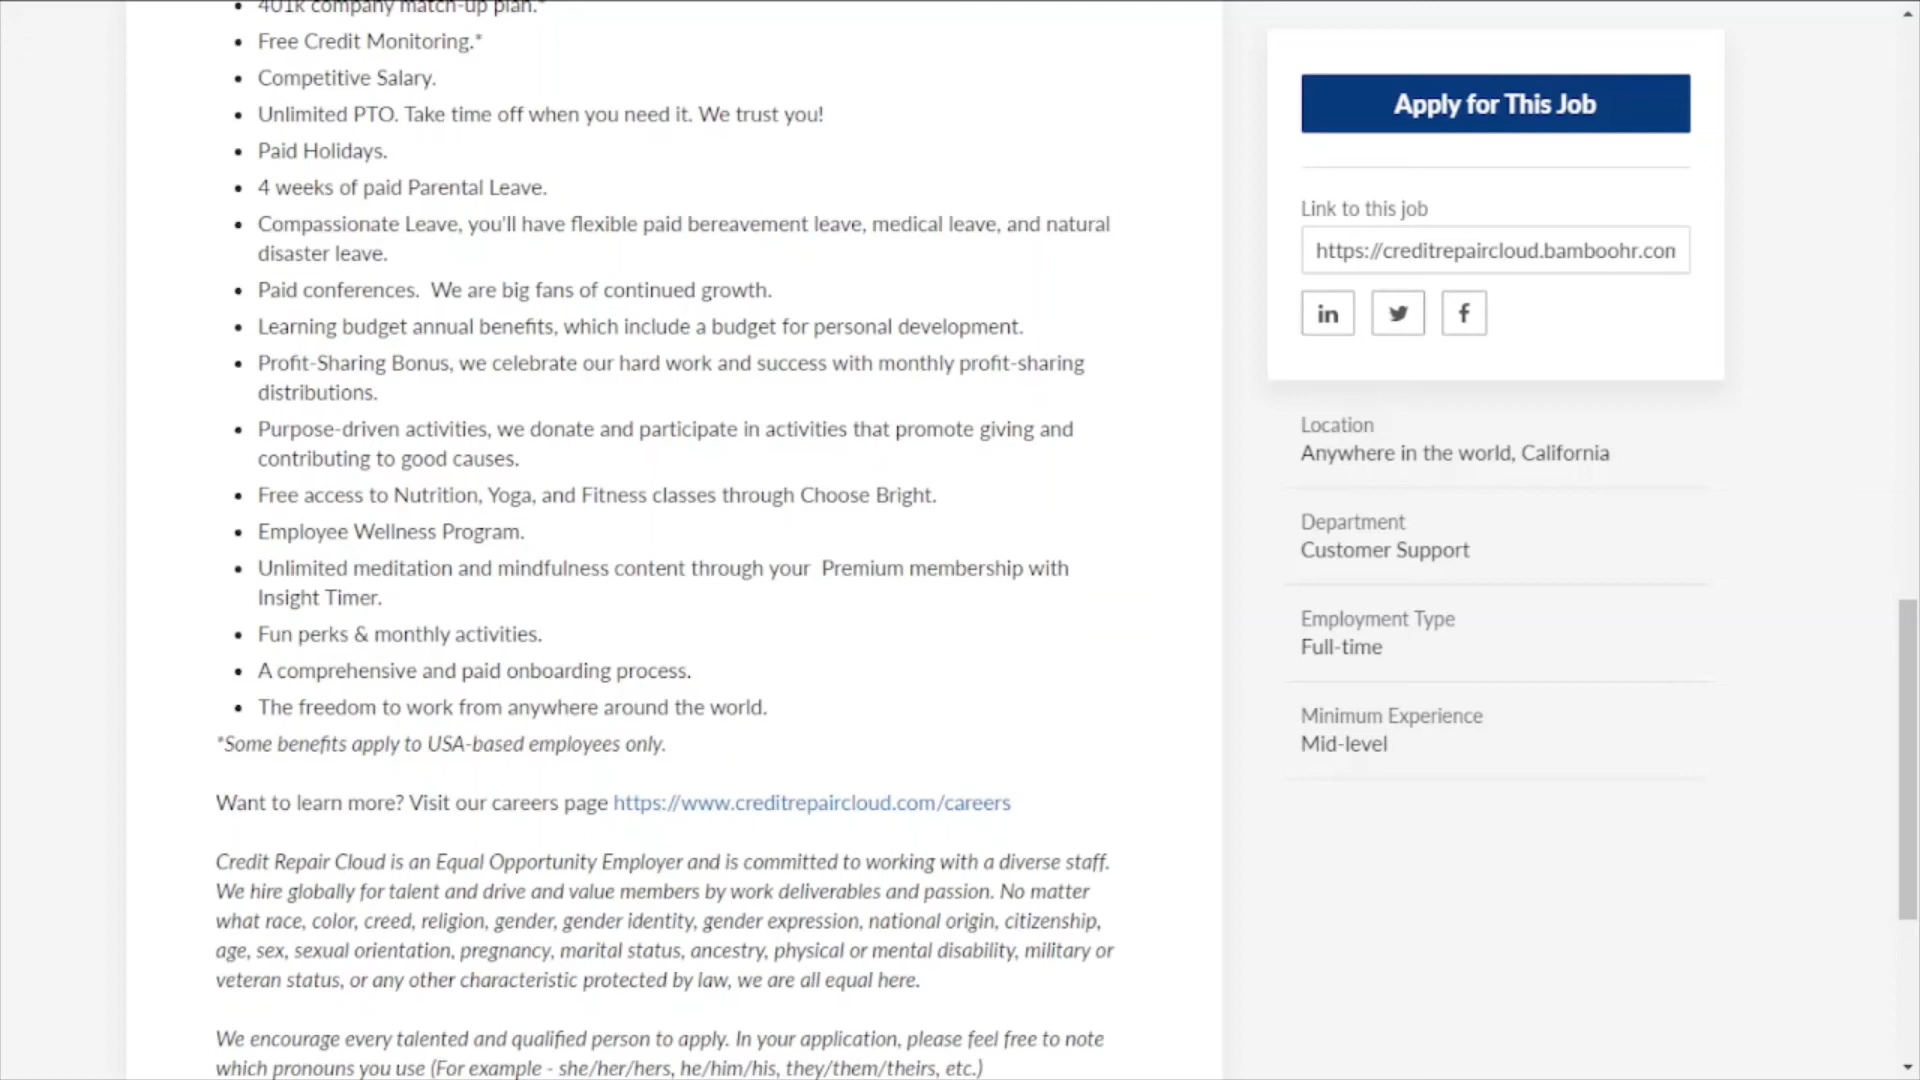 401k company match-up plan.*
Free Credit Monitoring.*
Competitive Salary.
Unlimited PTO. Take time off when you need it. We trust you!
Paid Holidays.
4 weeks of paid Parental Leave.
Compassionate Leave, you'll have flexible paid bereavement leave, medical leave, and natural
disaster leave.
Paid conferences.  We are big fans of continued growth.
Learning budget annual benefits, which include a budget for personal development.
Profit-Sharing Bonus, we celebrate our hard work and success with monthly profit-sharing
distributions.
Purpose-driven activities, we donate and participate in activities that promote giving and
contributing to good causes.
Free access to Nutrition, Yoga, and Fitness classes through Choose Bright.
Employee Wellness Program.
Unlimited meditation and mindfulness content through your  Premium membership with
Insight Timer.
Fun perks & monthly activities.
A comprehensive and paid onboarding process.
The freedom to work from anywhere around the world.
*Some benefits apply to USA-based employees only.
Want to learn more? Visit our careers page https://www.creditrepaircloud.com/careers
Credit Repair Cloud is an Equal Opportunity Employer and is committed to working with a diverse staff.
We hire globally for talent and drive and value members by work deliverables and passion. No matter
what race, color, creed, religion, gender, gender identity, gender expression, national origin, citizenship,
age, sex, sexual orientation, pregnancy, marital status, ancestry, physical or mental disability, military or
veteran status, or any other characteristic protected by law, we are all equal here.
We encourage every talented and qualified person to apply. In your application, please feel free to note
which pronouns you use (For example - she/her/hers, he/him/his, they/them/theirs, etc.)
Apply for This Job
Link to this job
https://creditrepaircloud.bamboohr.con
in
f
Location
Anywhere in the world, California
Department
Customer Support
Employment Type
Full-time
Minimum Experience
Mid-level